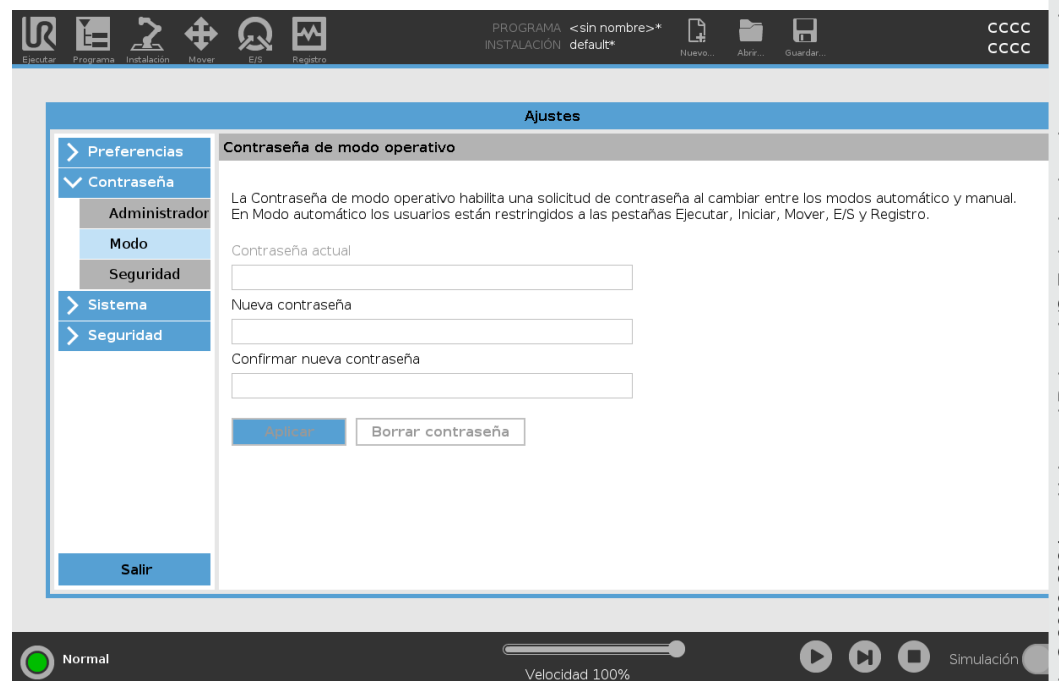 PROGRAMA <sin nombre>*
INSTALACIÓN default*
CCCC
CCCC
Ejecutar Programa Instalación Mover E/S Registro Nuevo... Abrir... Guardar...
Ajustes
Preferencias
Contraseña
Administrador
Modo
Seguridad
Sistema
Seguridad
Salir
Contraseña de modo operativo
La Contraseña de modo operativo habilita una solicitud de contraseña al cambiar entre los modos automático y manual.
En Modo automático los usuarios están restringidos a las pestañas Ejecutar, Iniciar, Mover, E/S y Registro.
Contraseña actual
Nueva contraseña
Confirmar nueva contraseña
Aplicar Borrar contraseña
Normal
Velocidad 100%
Simulación